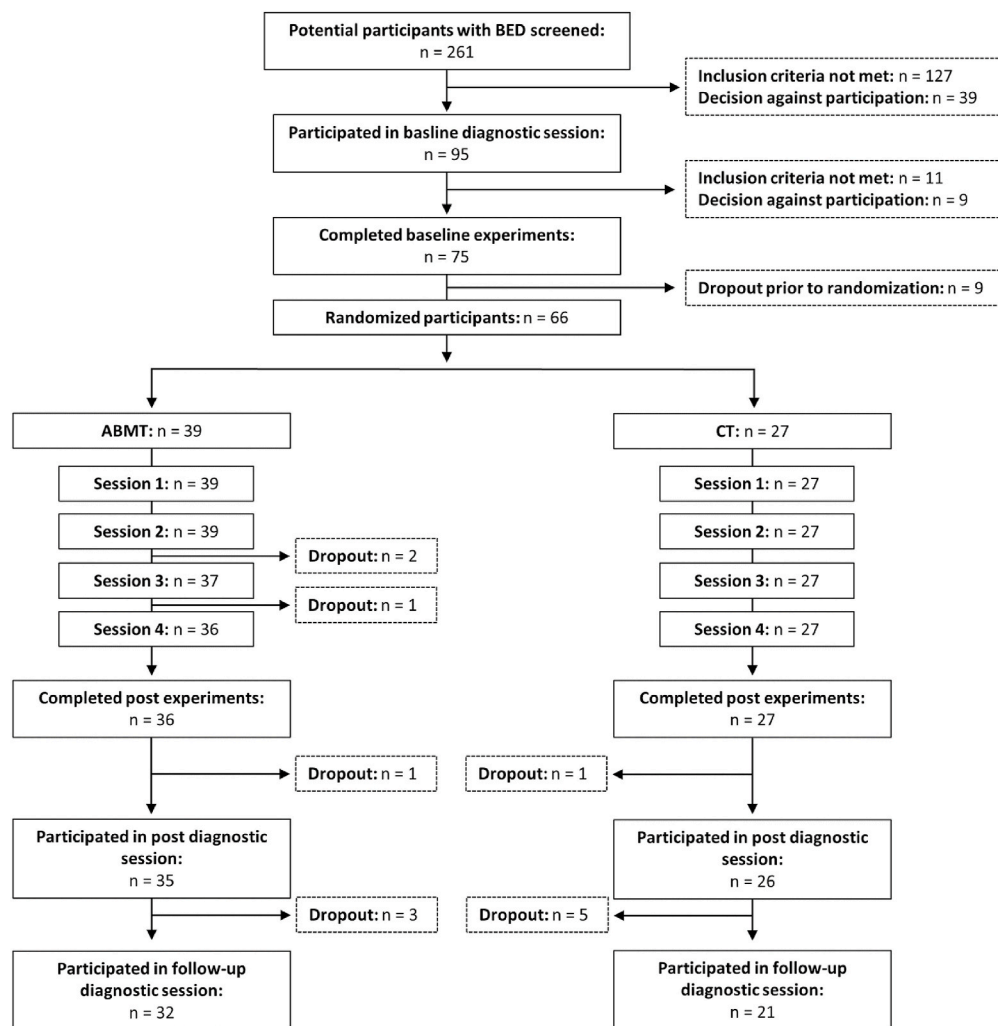 Potential participants with BED screened:
n = 261
Inclusion criteria not met: n = 127
Decision against participation: n = 39
Participated in basline diagnostic session:
n = 95
Inclusion criteria not met: n = 11
Decision against participation: n = 9
Completed baseline experiments:
n = 75
Dropout prior to randomization: n = 9
Randomized participants: n = 66
ABMT: n = 39
Session 1: n = 39
Session 2: n = 39
Dropout: n = 2
Session 3: n = 37
Dropout: n = 1
Session 4: n = 36
Completed post experiments:
n = 36
Dropout: n = 1
Participated in post diagnostic
session:
n = 35
Dropout: n = 3
Participated in follow-up
diagnostic session:
n = 32
CT: n = 27
Session 1: n = 27
Session 2: n = 27
Session 3: n = 27
Session 4: n = 27
Completed post experiments:
n = 27
Dropout: n = 1
Participated in post diagnostic
session:
n = 26
Dropout: n = 5
Participated in follow-up
diagnostic session:
n = 21